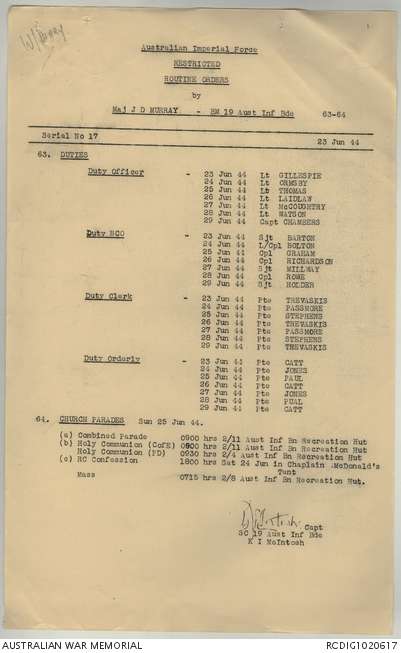 W/Diary
Australian Imperial Force
RESTRICTED
ROUTINE ORDERS
by
Maj J D MURRAY. - BM 19 Aust Inf Bde 63-64
Serial No 17 23 Jun 44
63. DUTIES
Duty Officer - 23 Jun 44 Lt GILLESPIE
24 Jun 44 Lt ORMSBY
25 Jun 44 Lt THOMAS
26 Jun 44 Lt LAIDLAW
27 Jun 44 Lt McCOUGHTRY
28 Jun 44 Lt WATSON
29 Jun 44 Capt CHAMBERS
Duty NCO - 23 Jun 44 Sjt BARTON
24 Jun 44 L/Cpl BOLTON
25 Jun 44 Cpl GRAHAM
26 Jun 44 Cpl RICHARDSON
27 Jun 44 Sjt MILLWAY
28 Jun 44 Cpl ROWE
29 Jun 44 Sjt HOLDER
Duty Clerk - 23 Jun 44 Pte TREVASKIS
24 Jun 44 Pte PASSMORE
25 Jun 44 Pte STEPHENS
26 Jun 44 Pte TREVASKIS
27 Jun 44 Pte PASSMORE
28 Jun 44 Pte STEPHENS
29 Jun 44 Pte TREVASKIS
Duty Orderly - 23 Jun 44 Pte CATT
24 Jun 44 Pte JONES
25 Jun 44 Pte PAUL
26 Jun 44 Pte CATT
27 Jun 44 Pte JONES
28 Jun 44 Pte PUAL
29 Jun 44 Pte CATT
64. CHURCH PARADES Sun 25 Jun 44.
(a) Combined Parade 0900 hrs 2/11 Aust Inf Bn Recreation Hut
(b) Holy Communion (CofE) 0800 hrs 2/11 Aust Inf Bn Recreation Hut
Holy Communion (PD) 0930 hrs 2/4 Aust Inf Bn Recreation Hut
(c) RC Confession 1800 hrs Sat 24 Jun in Chaplain McDonald's
Tent
Mass 0715 hrs 2/8 Aust Inf Bn Recreation Hut.
Capt
SC 19 Aust Inf Bde
K I McIntosh
AUSTRALIAN WAR MEMORIAL RCDIG1020617